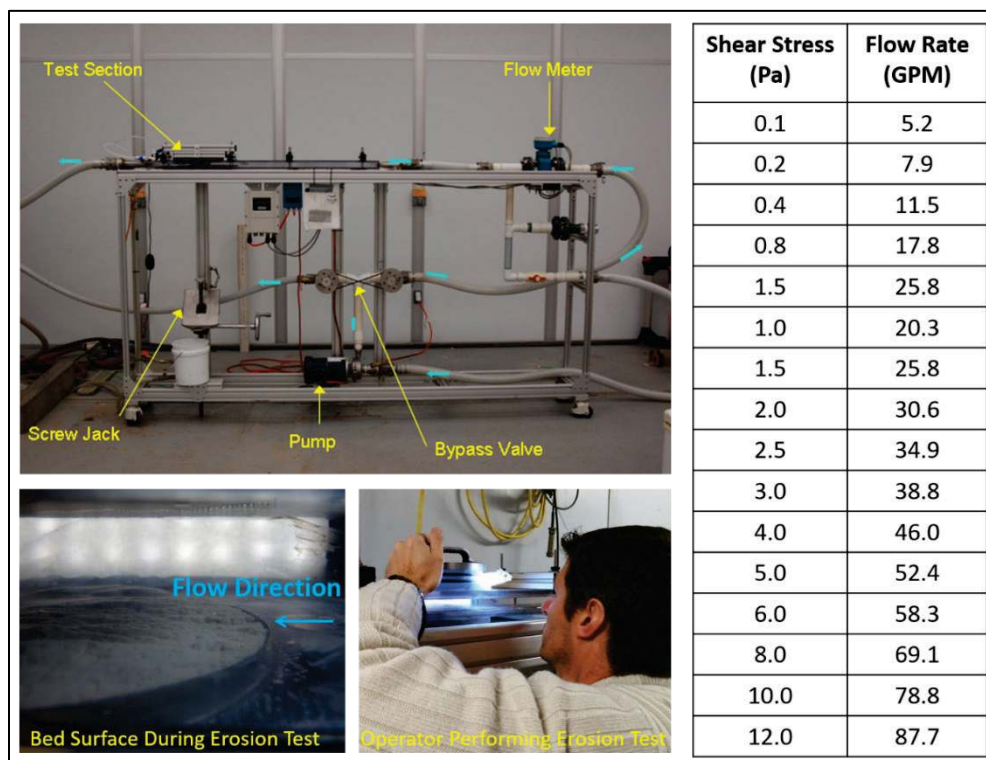 Test Section
Flow Meter
Screw Jack
Pump
Bypass Valve
Flow Direction
Bed Surface During Erosion Test
Operator Performing Erosion Test
Shear Stress (Pa) Flow Rate (GPM)
0.1 5.2
0.2 7.9
0.4 11.5
0.8 17.8
1.5 25.8
1.0 20.3
1.5 25.8
2.0 30.6
2.5 34.9
3.0 38.8
4.0 46.0
5.0 52.4
6.0 58.3
8.0 69.1
10.0 78.8
12.0 87.7